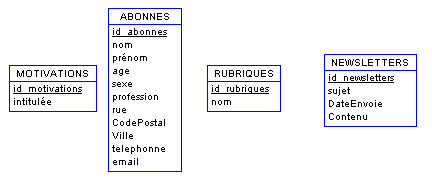 MOTIVATIONS
id_motivations
intitulée
ABONNES
id_abonnes
nom
prénom
age
sexe
profession
rue
CodePostal
Ville
telephonne
email
RUBRIQUES
id_rubriques
nom
NEWSLETTERS
id_newsletters
sujet
DateEnvoie
Contenu